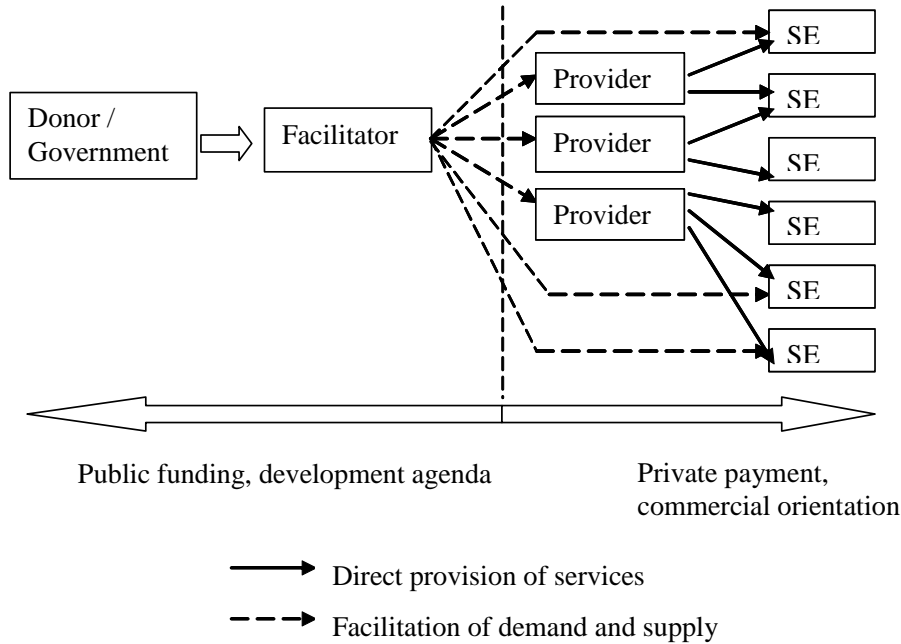 SE
Provider
SE
Donor /
Government
Facilitator
Provider
SE
Provider
SE
SE
SE
Public funding, development agenda
Private payment,
commercial orientation
Direct provision of services
Facilitation of demand and supply